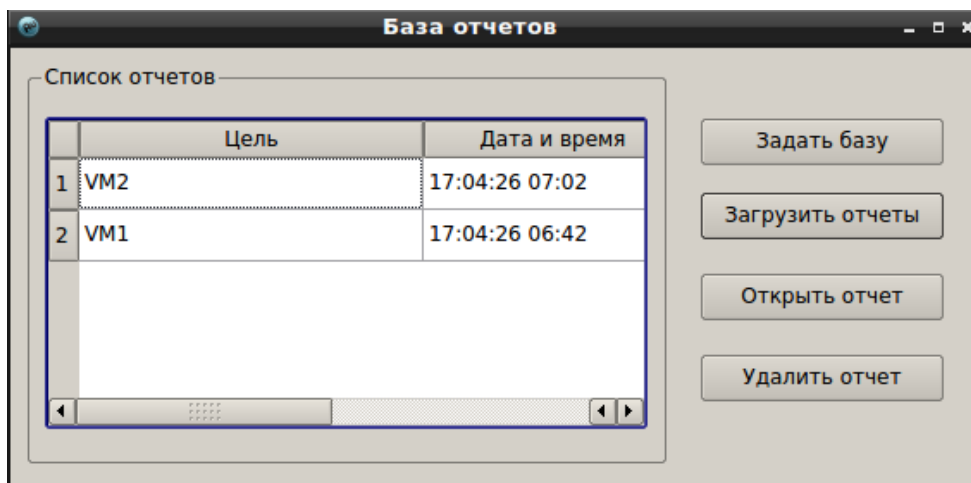 База отчетов
Список отчетов
Цель Дата и время
1 VM2 17:04:26 07:02
2 VM1 17:04:26 06:42
Задать базу
Загрузить отчеты
Открыть отчет
Удалить отчет